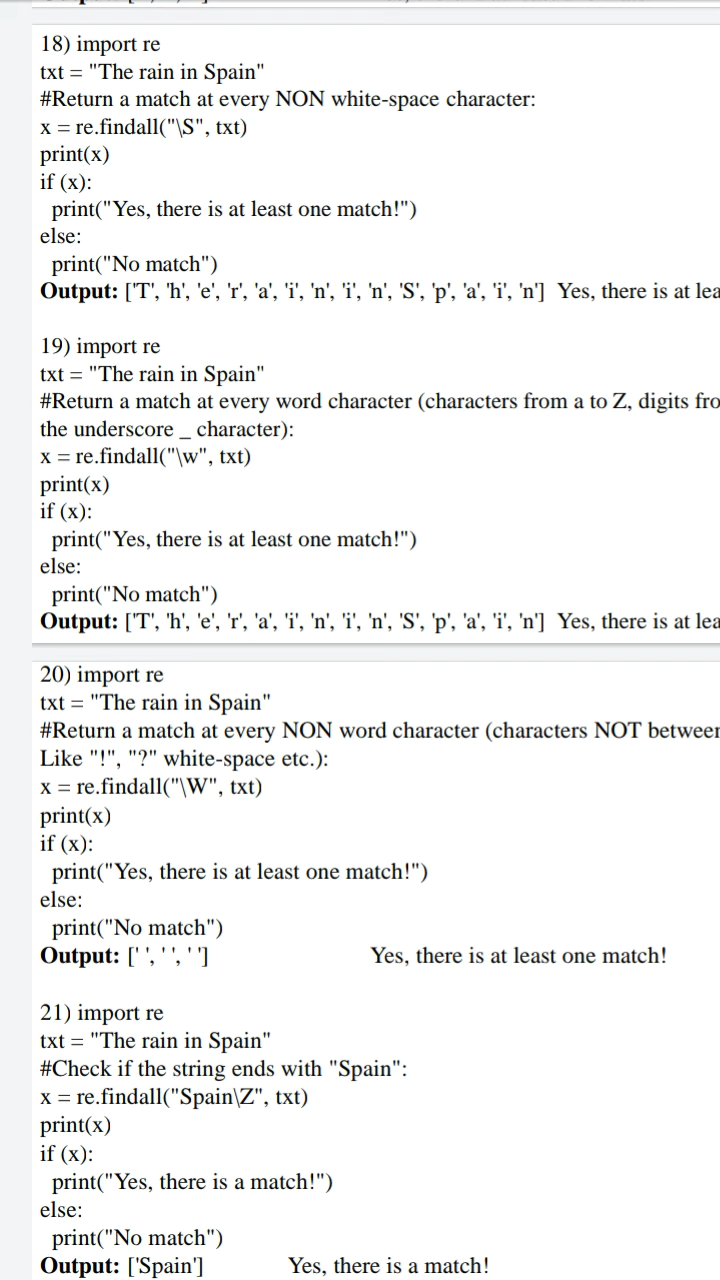 18) import re
txt = "The rain in Spain"
#Return a match at every NON white-space character:
x = re.findall("\S", txt)
print(x)
if (x):
  print("Yes, there is at least one match!")
else:
  print("No match")
Output: ['T', 'h', 'e', 'r', 'a', 'i', 'n', 'i', 'n', 'S', 'p', 'a', 'i', 'n']  Yes, there is at lea
19) import re
txt = "The rain in Spain"
#Return a match at every word character (characters from a to Z, digits fro
the underscore _ character):
x = re.findall("\w", txt)
print(x)
if (x):
  print("Yes, there is at least one match!")
else:
  print("No match")
Output: ['T', 'h', 'e', 'r', 'a', 'i', 'n', 'i', 'n', 'S', 'p', 'a', 'i', 'n']  Yes, there is at lea
20) import re
txt = "The rain in Spain"
#Return a match at every NON word character (characters NOT between
Like "!", "?" white-space etc.):
x = re.findall("\W", txt)
print(x)
if (x):
  print("Yes, there is at least one match!")
else:
  print("No match")
Output: [' ', ' ', ' ']  Yes, there is at least one match!
21) import re
txt = "The rain in Spain"
#Check if the string ends with "Spain":
x = re.findall("Spain\Z", txt)
print(x)
if (x):
  print("Yes, there is a match!")
else:
  print("No match")
Output: ['Spain']  Yes, there is a match!